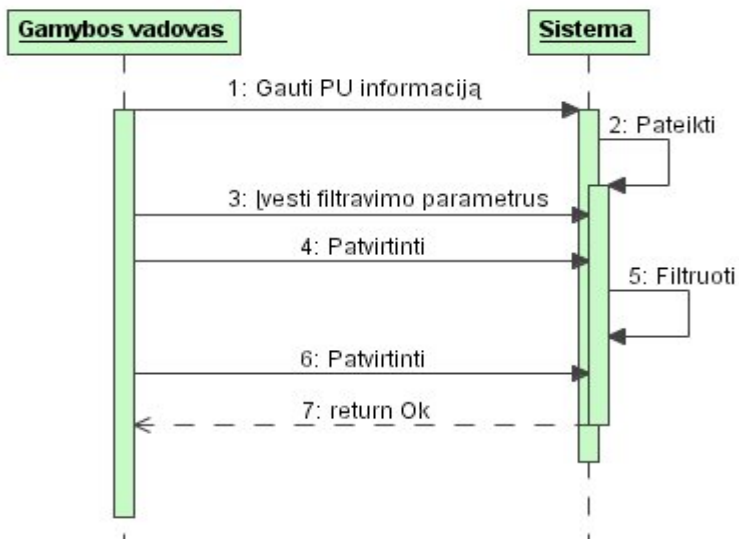 Gamybos vadovas
Sistema
1: Gauti PU informaciją
2: Pateikti
3: Įvesti filtravimo parametrus
4: Patvirtinti
5: Filtruoti
6: Patvirtinti
7: return Ok